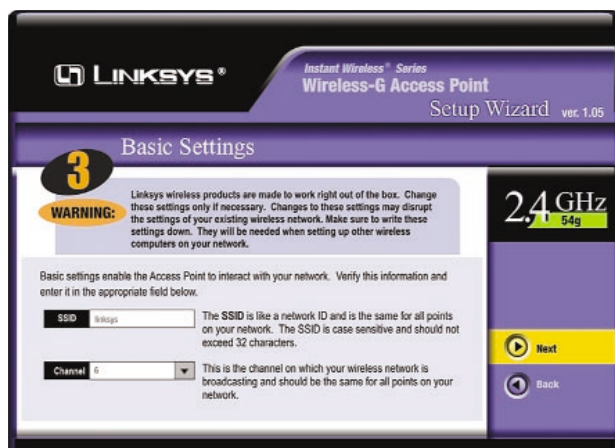 LINKSYS®
Instant Wireless® Series
Wireless-G Access Point
Setup Wizard ver. 1.05
Basic Settings
3
WARNING:
Linksys wireless products are made to work right out of the box. Change
these settings only if necessary. Changes to these settings may disrupt
the settings of your existing wireless network. Make sure to write these
settings down. They will be needed when setting up other wireless
computers on your network.
2.4 GHz
54g
Basic settings enable the Access Point to interact with your network. Verify this information and
enter it in the appropriate field below.
SSID linksys
The SSID is like a network ID and is the same for all points
on your network. The SSID is case sensitive and should not
exceed 32 characters.
Channel 6
This is the channel on which your wireless network is
broadcasting and should be the same for all points on your
network.
Next
Back